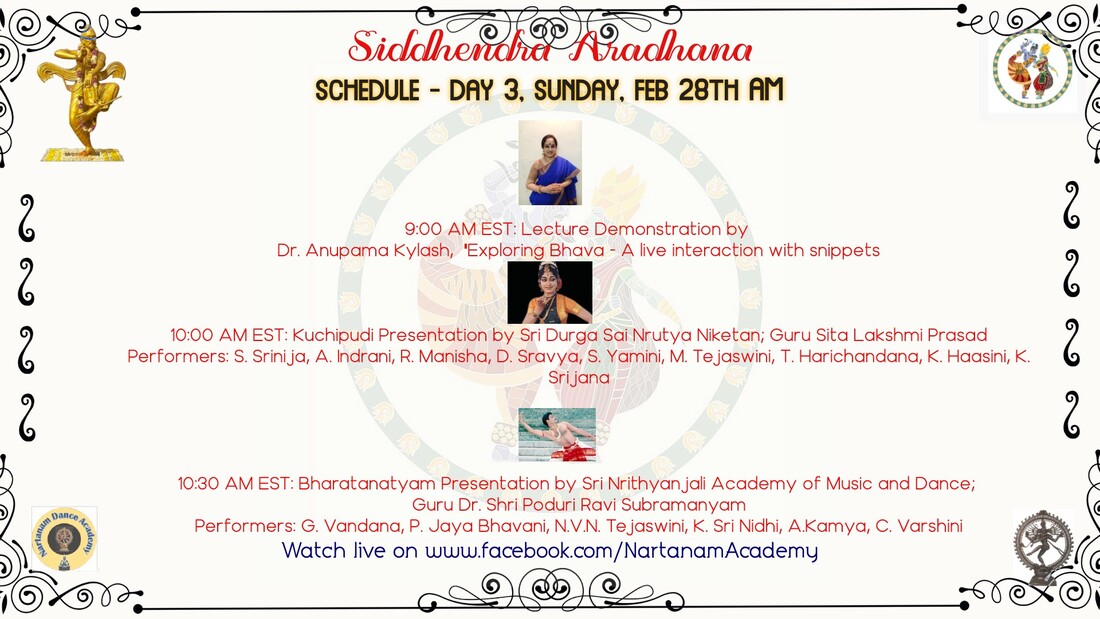 Siddhendra Aradhana
SCHEDULE - DAY 3, SUNDAY, FEB 28TH AM
9:00 AM EST: Lecture Demonstration by
Dr. Anupama Kylash, 'Exploring Bhava - A live interaction with snippets
10:00 AM EST: Kuchipudi Presentation by Sri Durga Sai Nrutya Niketan; Guru Sita Lakshmi Prasad
Performers: S. Srinija, A. Indrani, R. Manisha, D. Sravya, S. Yamini, M. Tejaswini, T. Harichandana, K. Haasini, K.
Srijana
10:30 AM EST: Bharatanatyam Presentation by Sri Nrithyanjali Academy of Music and Dance;
Guru Dr. Shri Poduri Ravi Subramanyam
Performers: G. Vandana, P. Jaya Bhavani, N.V.N. Tejaswini, K. Sri Nidhi, A.Kamya, C. Varshini
Watch live on www.facebook.com/NartanamAcademy
Nartanam Dance Academy